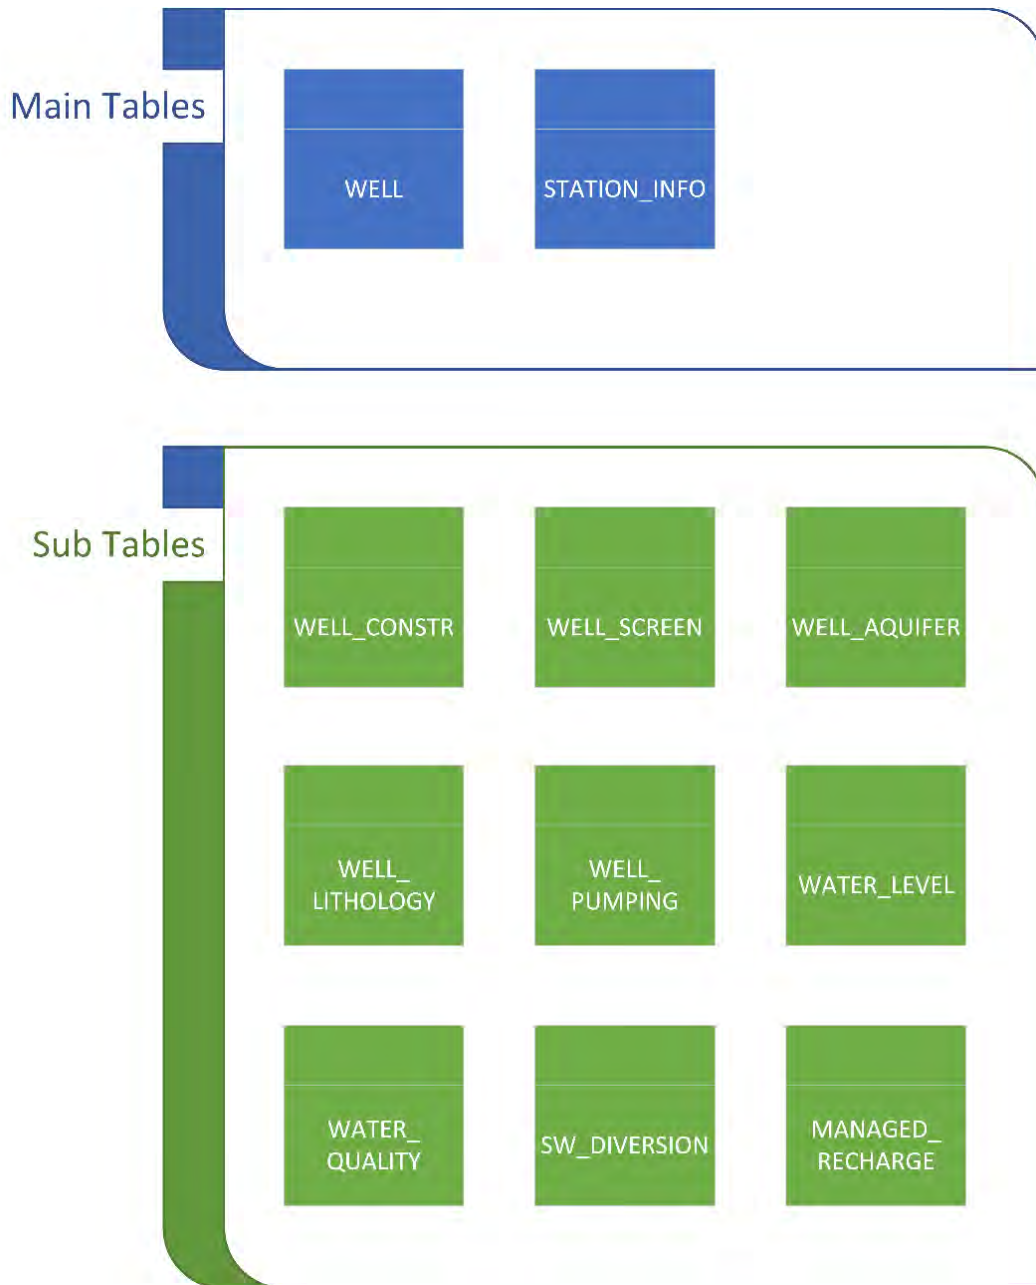 Main Tables
WELL
STATION_INFO
Sub Tables
WELL_CONSTR
WELL_SCREEN
WELL_AQUIFER
WELL_
LITHOLOGY
WELL_
PUMPING
WATER_LEVEL
WATER_
QUALITY
SW_DIVERSION
MANAGED_
RECHARGE